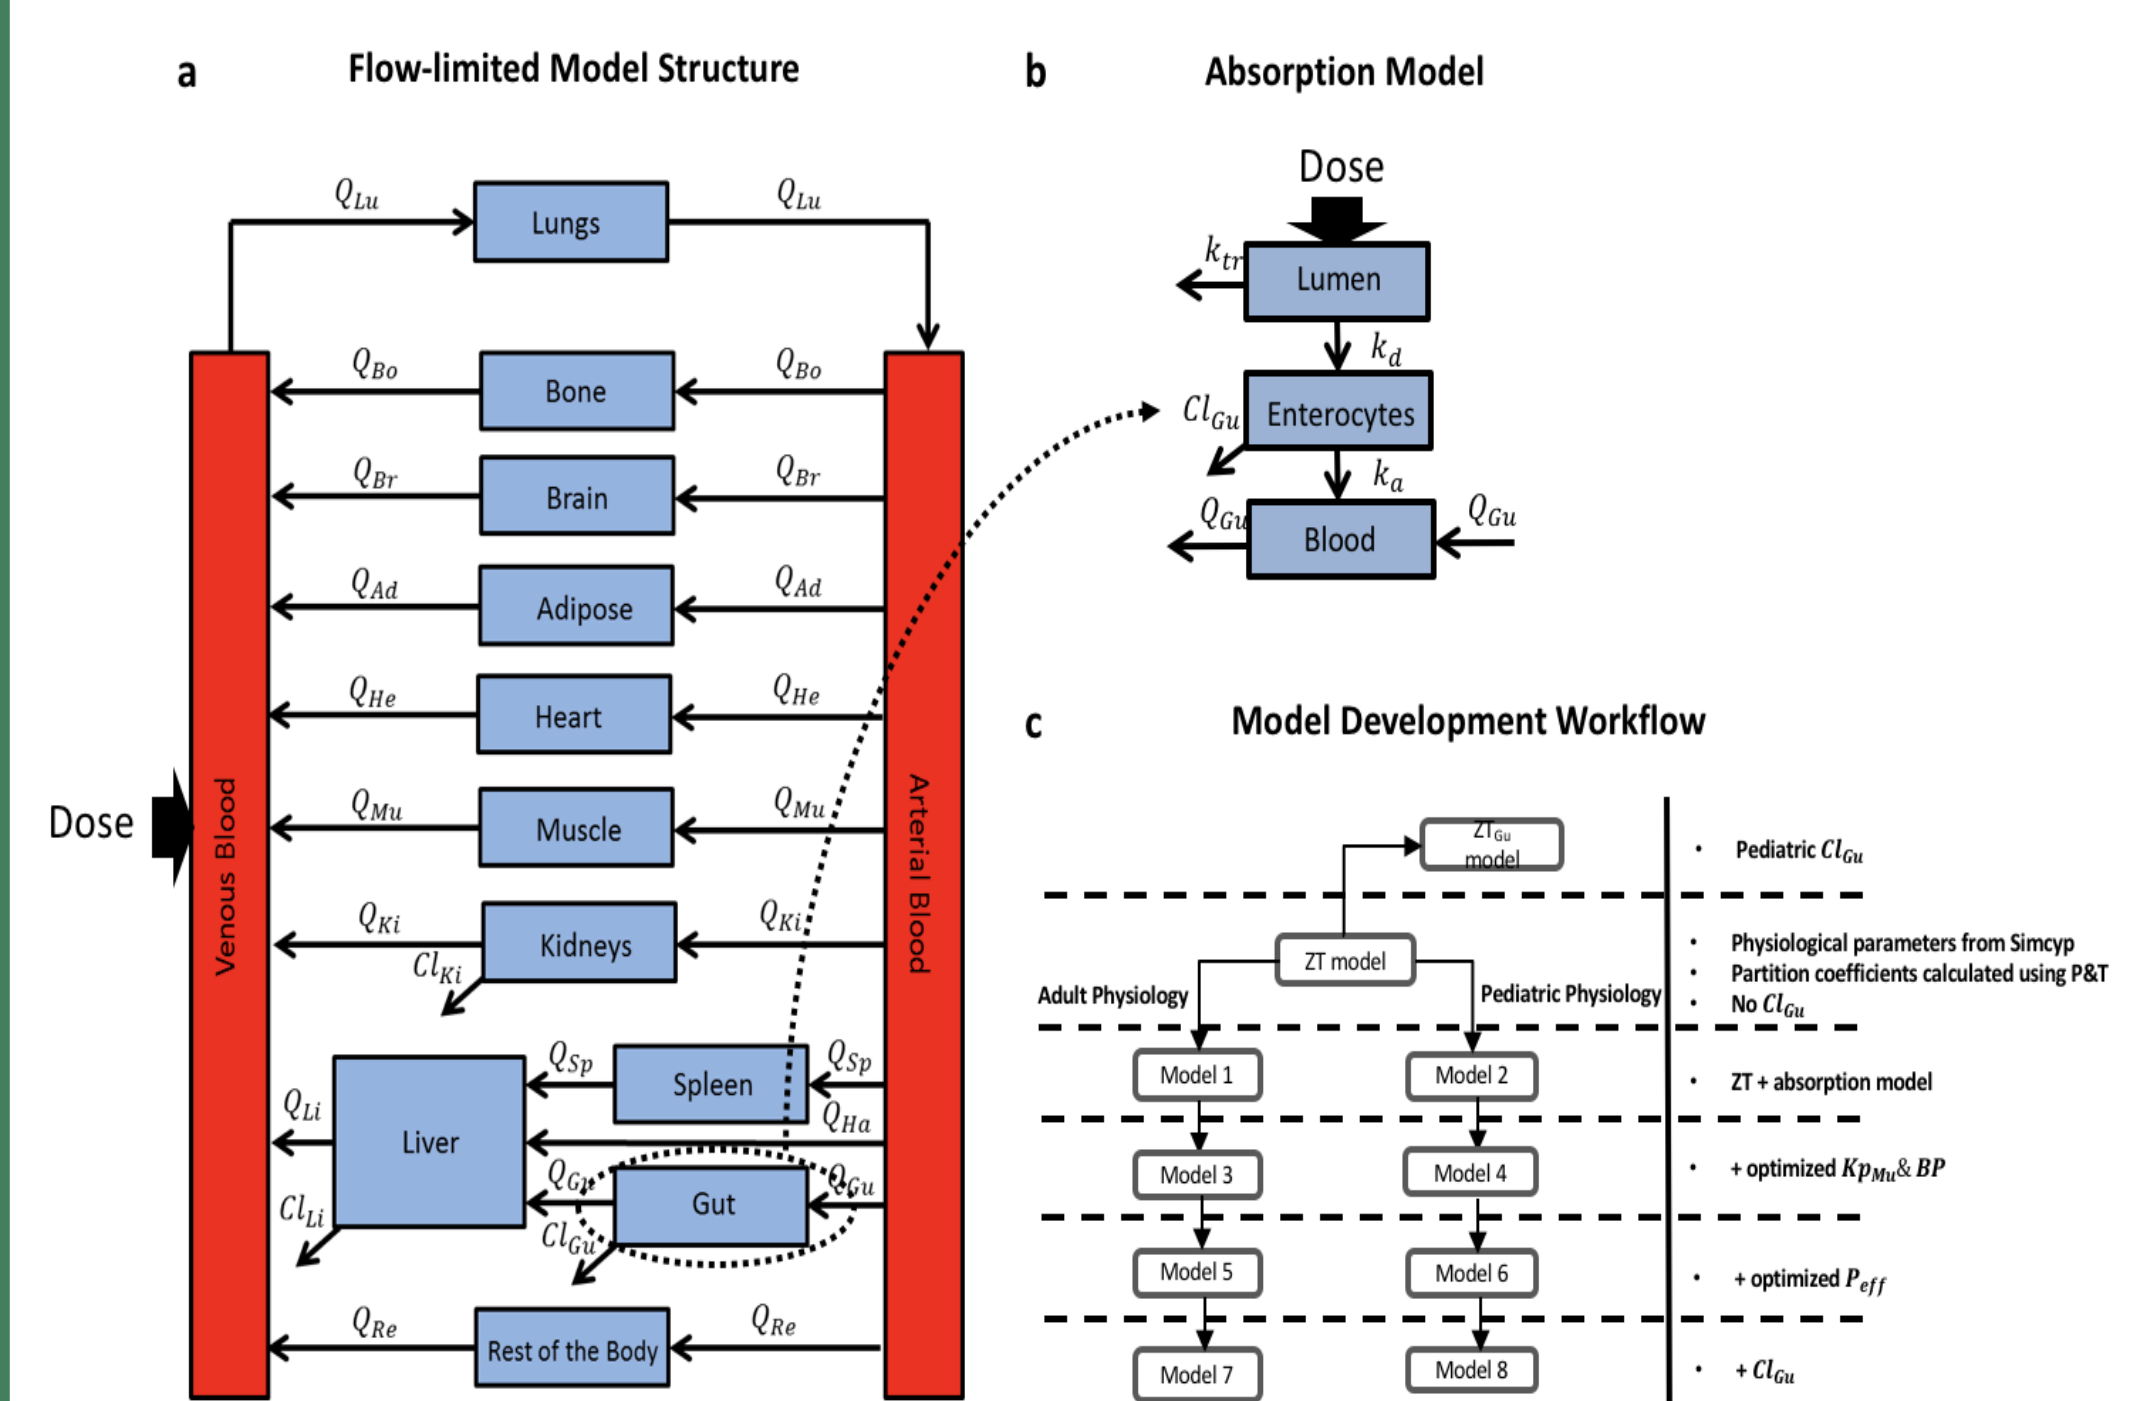 a
Flow-limited Model Structure
Q_Lu
Lungs
Q_Lu
Q_Bo
Bone
Q_Bo
Q_Br
Brain
Q_Br
Q_Ad
Adipose
Q_Ad
Q_He
Heart
Q_He
Dose
Venous Blood
Arterial Blood
Q_Mu
Muscle
Q_Mu
Q_Ki
Kidneys
Q_Ki
Cl_Ki
Q_Sp
Spleen
Q_Sp
Q_Li
Liver
Q_Ha
Q_Gu
Gut
Q_Gu
Cl_Li
Cl_Gu
Q_Re
Rest of the Body
Q_Re
b
Absorption Model
Dose
k_tr
Lumen
k_d
Cl_Gu
Enterocytes
k_a
Q_Gu
Blood
Q_Gu
c
Model Development Workflow
ZT_Gu
model
• Pediatric Cl_Gu
ZT model
• Physiological parameters from Simcyp
• Partition coefficients calculated using P&T
• No Cl_Gu
Adult Physiology
Pediatric Physiology
Model 1
Model 2
• ZT + absorption model
Model 3
Model 4
• + optimized Kp_Mu & BP
Model 5
Model 6
• + optimized P_eff
Model 7
Model 8
• + Cl_Gu